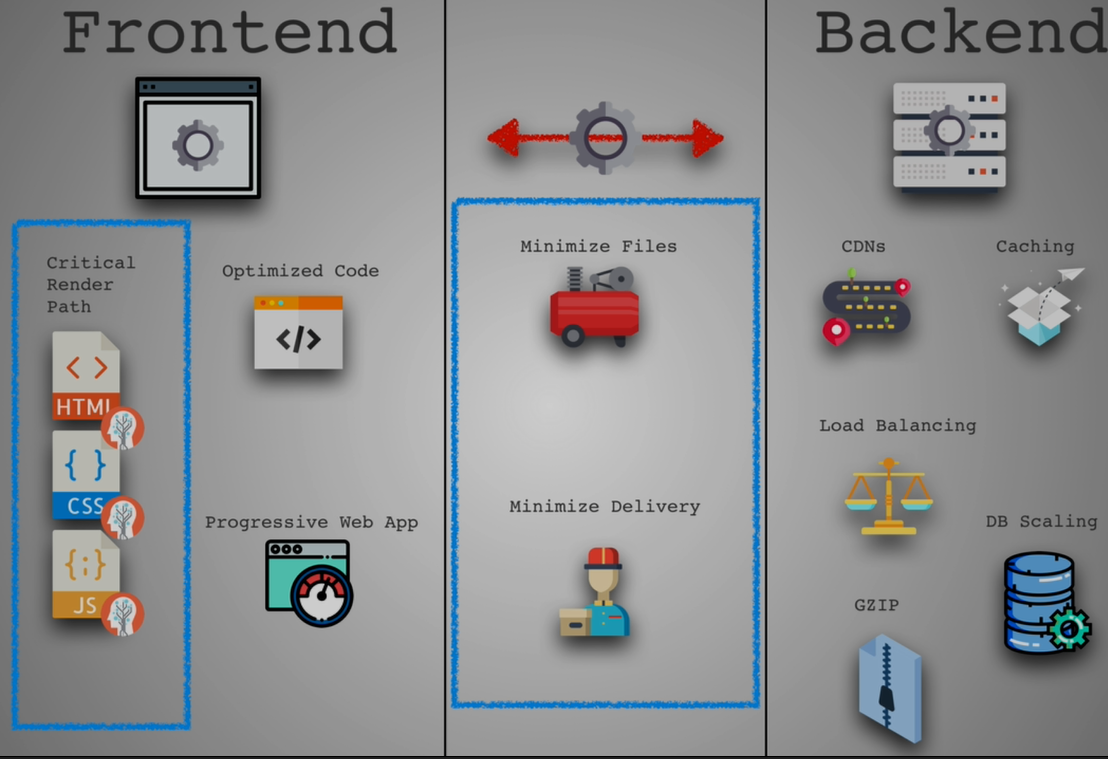 Frontend
Backend
Critical
Render
Path
< >
HTML
{ }
CSS
{;}
JS
Optimized Code
</>
Progressive Web App
Minimize Files
Minimize Delivery
CDNs
Caching
Load Balancing
DB Scaling
GZIP